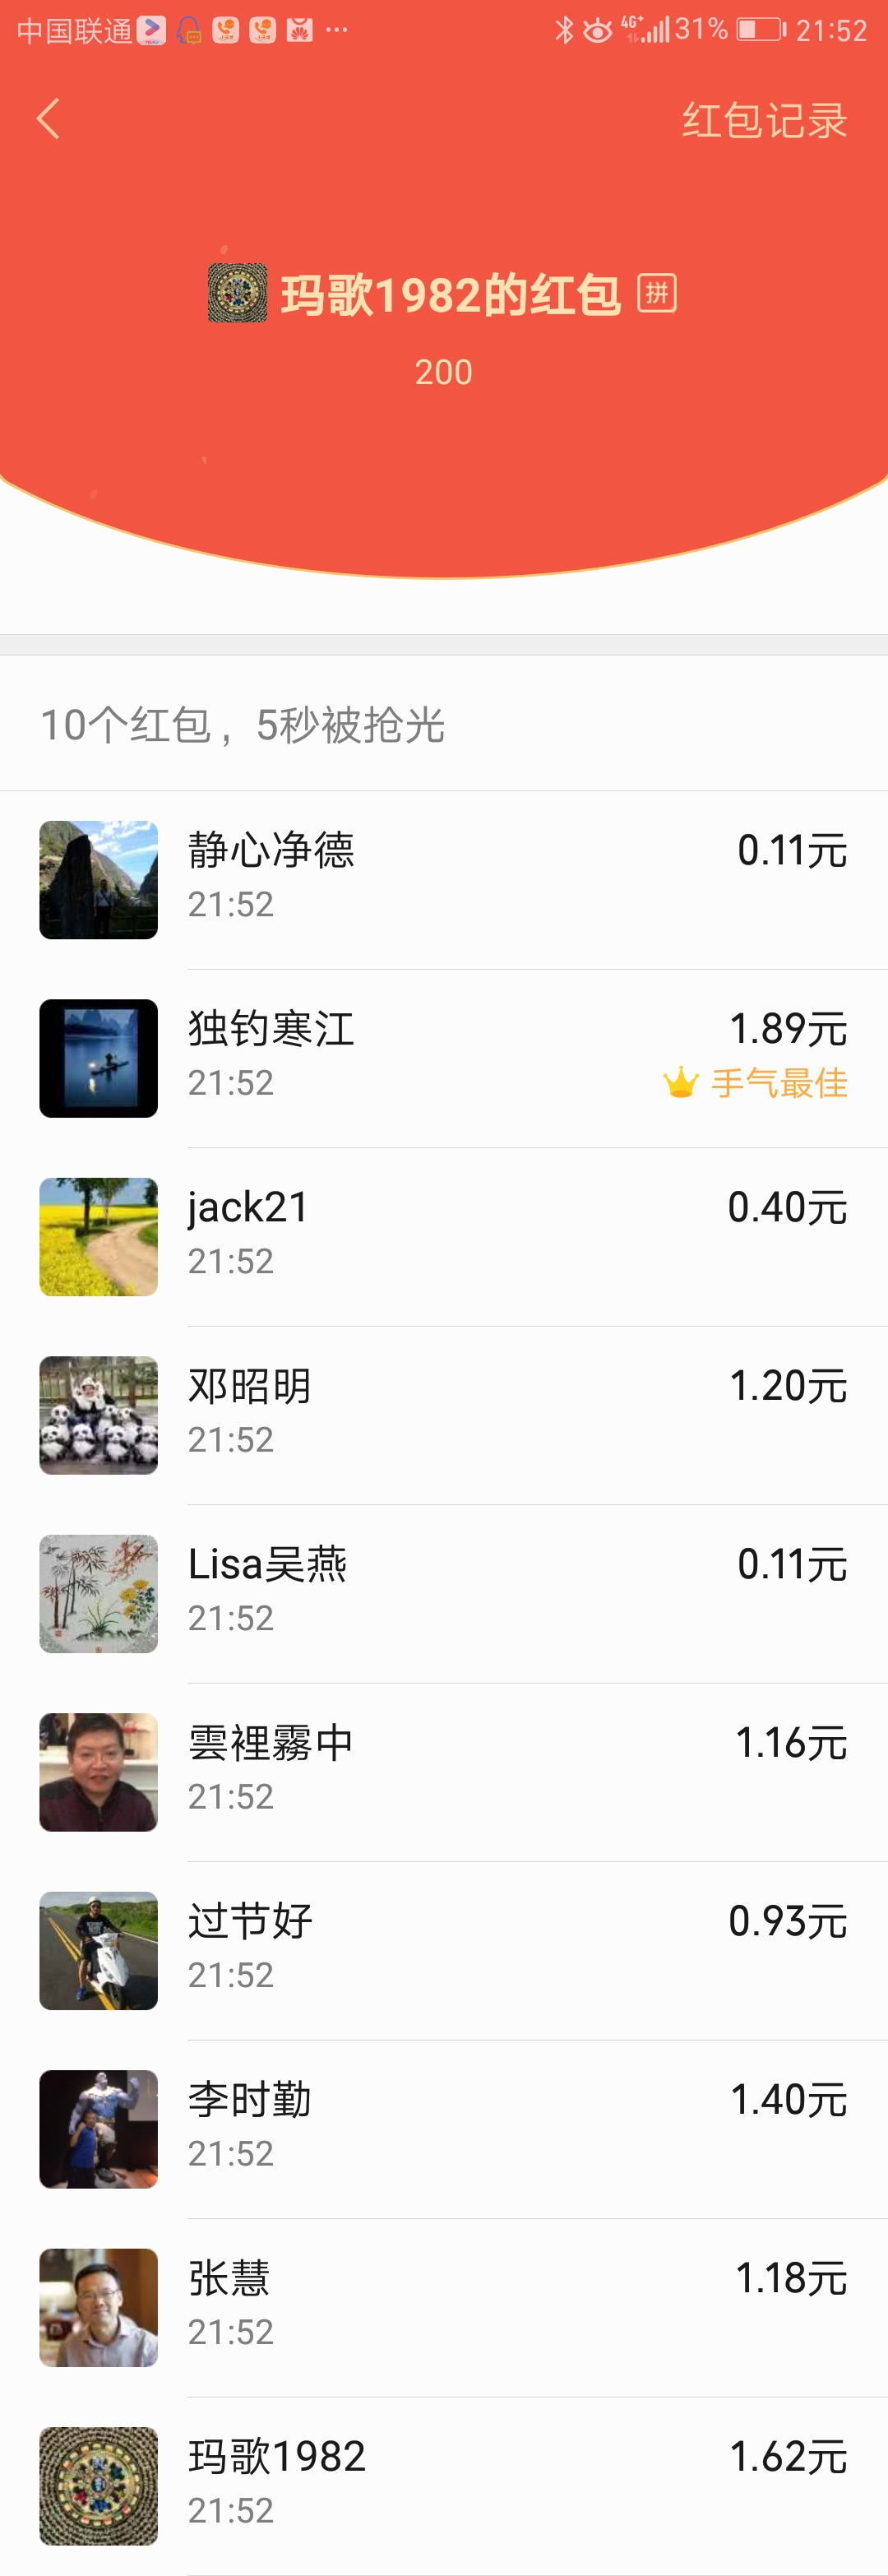 中国联通 4G+ 31% 21:52
红包记录
玛歌1982的红包 拼
200
10个红包，5秒被抢光
静心净德 0.11元
21:52
独钓寒江 1.89元
21:52 手气最佳
jack21 0.40元
21:52
邓昭明 1.20元
21:52
Lisa吴燕 0.11元
21:52
雲裡霧中 1.16元
21:52
过节好 0.93元
21:52
李时勤 1.40元
21:52
张慧 1.18元
21:52
玛歌1982 1.62元
21:52